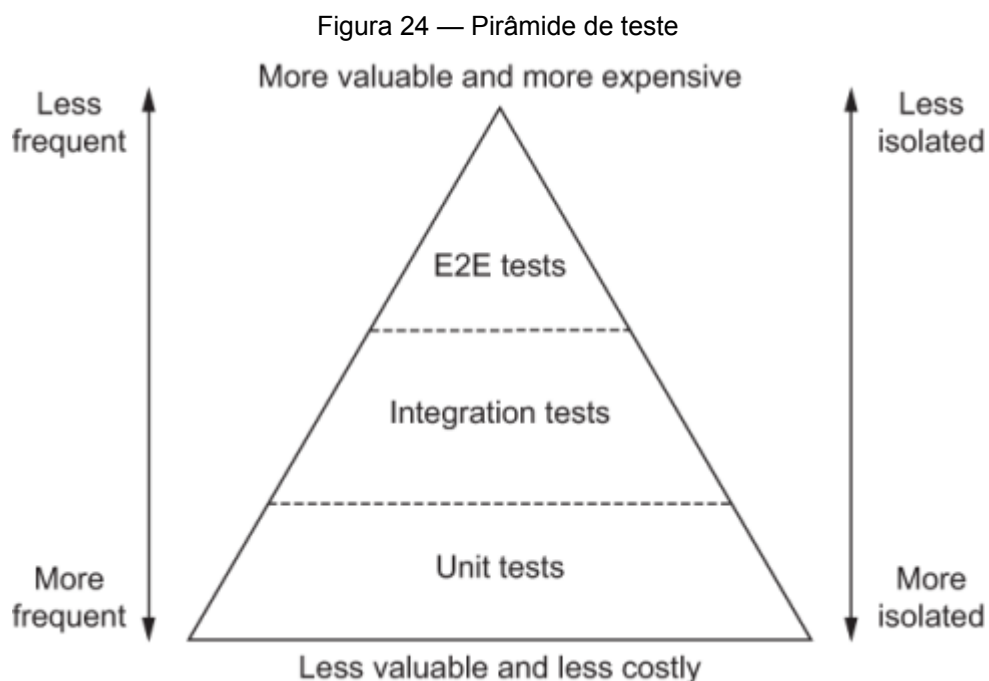 Figura 24 — Pirâmide de teste
More valuable and more expensive
Less
frequent
Less
isolated
E2E tests
Integration tests
Unit tests
More
frequent
More
isolated
Less valuable and less costly